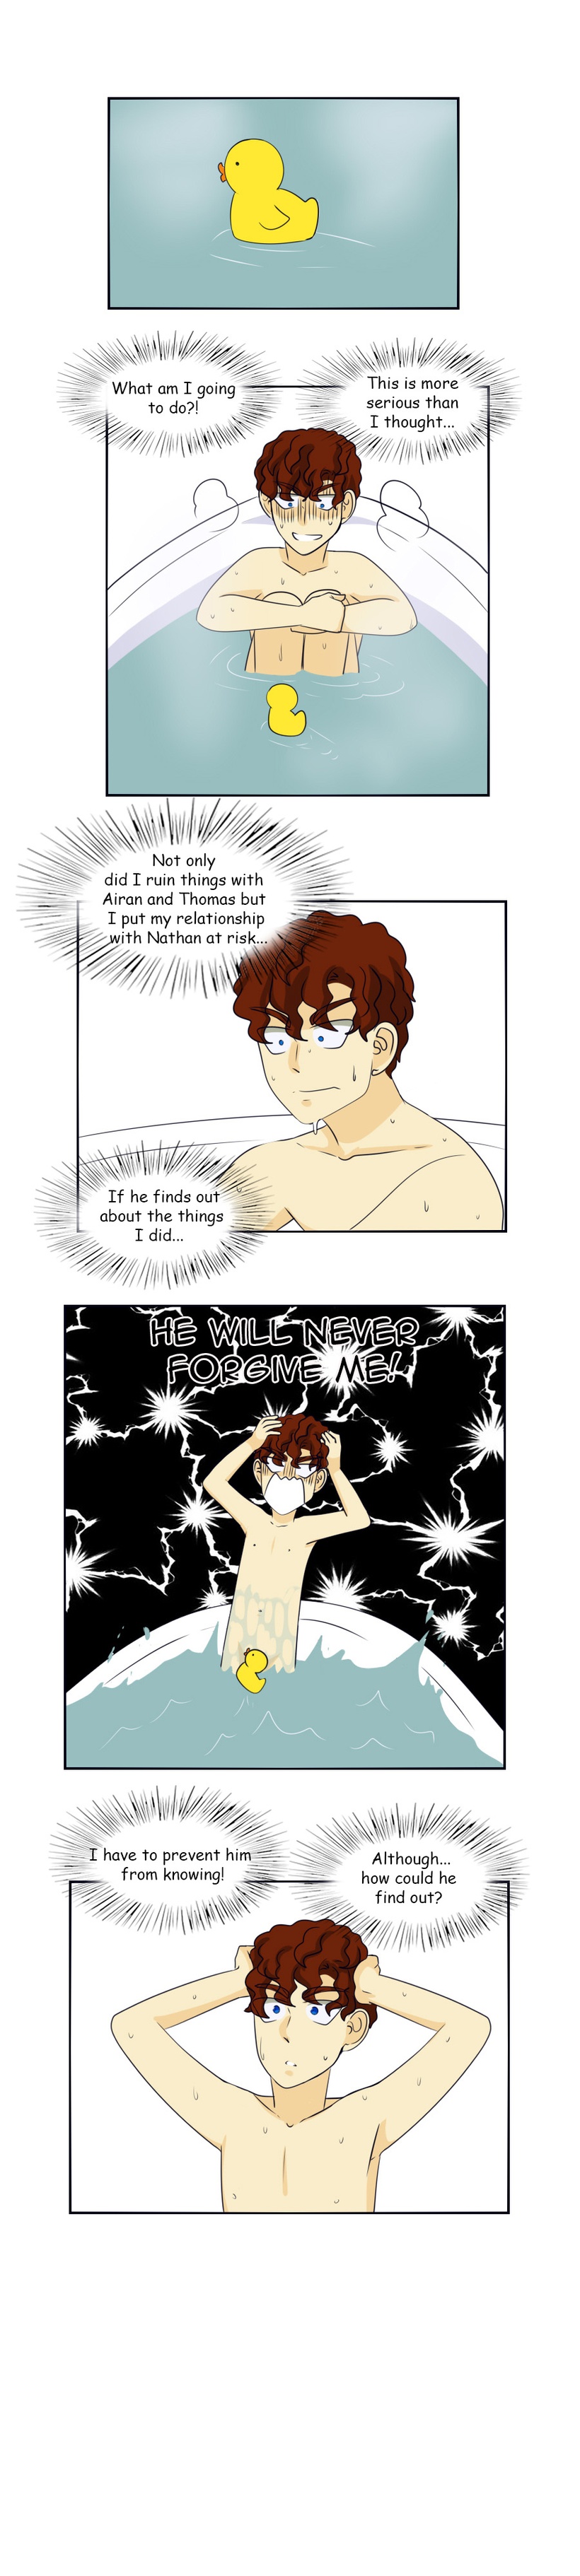 What am I going
to do?!
This is more
serious than
I thought...
Not only
did I ruin things with
Airan and Thomas but
I put my relationship
with Nathan at risk...
If he finds out
about the things
I did...
HE WILL NEVER
FORGIVE ME!
I have to prevent him
from knowing!
Although...
how could he
find out?